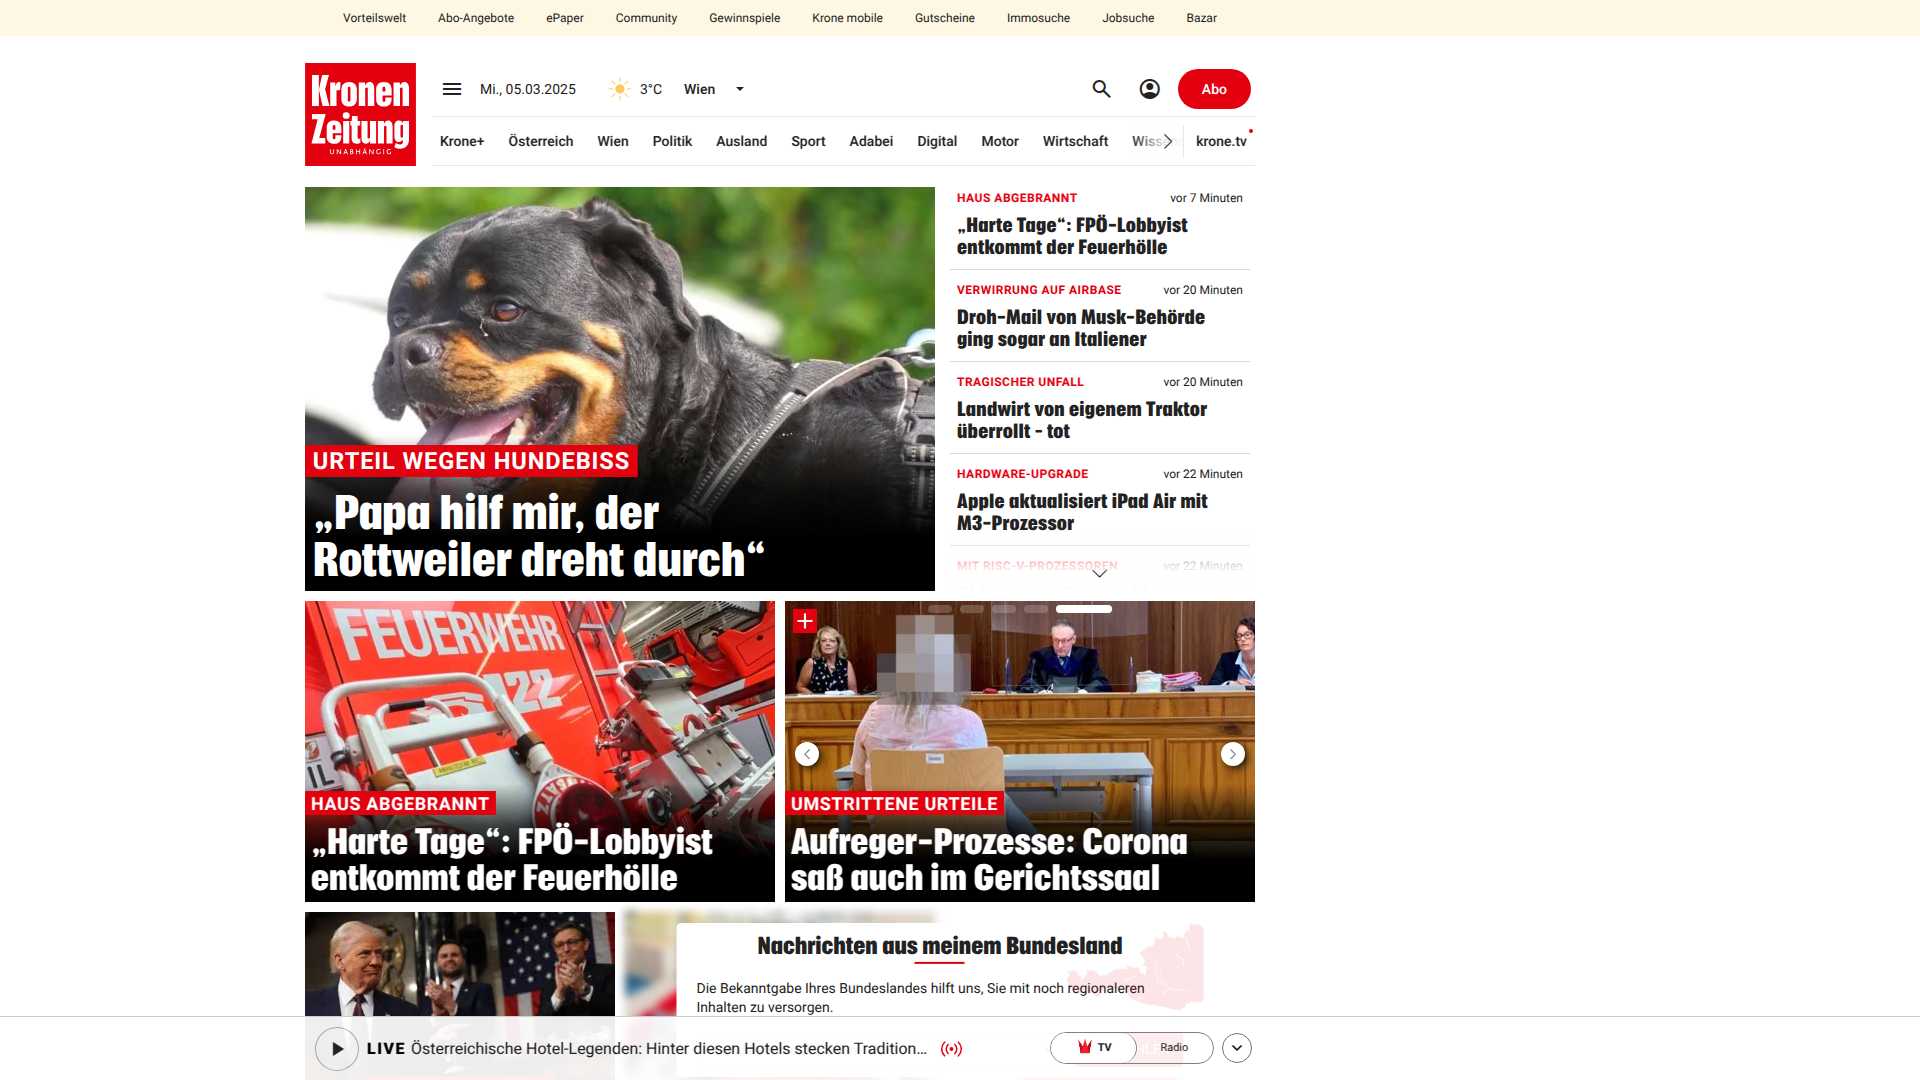 Vorteilswelt Abo-Angebote ePaper Community Gewinnspiele Krone mobile Gutscheine Immosuche Jobsuche Bazar
Kronen
Zeitung
UNABHÄNGIG
Mi., 05.03.2025 3°C Wien Abo
Krone+ Österreich Wien Politik Ausland Sport Adabei Digital Motor Wirtschaft Wiss krone.tv
URTEIL WEGEN HUNDEBISS
„Papa hilf mir, der
Rottweiler dreht durch“
HAUS ABGEBRANNT vor 7 Minuten
„Harte Tage“: FPÖ-Lobbyist
entkommt der Feuerhölle
VERWIRRUNG AUF AIRBASE vor 20 Minuten
Droh-Mail von Musk-Behörde
ging sogar an Italiener
TRAGISCHER UNFALL vor 20 Minuten
Landwirt von eigenem Traktor
überrollt - tot
HARDWARE-UPGRADE vor 22 Minuten
Apple aktualisiert iPad Air mit
M3-Prozessor
MIT RISC-V-PROZESSOREN vor 22 Minuten
FEUERWEHR
122
IL
HAUS ABGEBRANNT
„Harte Tage“: FPÖ-Lobbyist
entkommt der Feuerhölle
UMSTRITTENE URTEILE
Aufreger-Prozesse: Corona
saß auch im Gerichtssaal
Nachrichten aus meinem Bundesland
Die Bekanntgabe Ihres Bundeslandes hilft uns, Sie mit noch regionaleren
Inhalten zu versorgen.
LIVE Österreichische Hotel-Legenden: Hinter diesen Hotels stecken Tradition... TV Radio